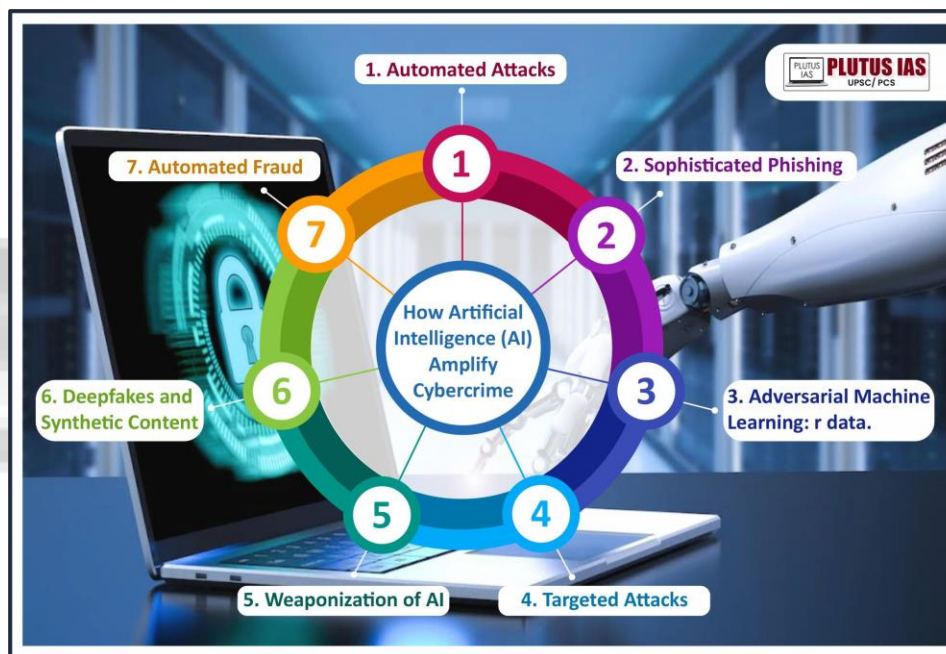 PLUTUS
IAS
PLUTUS IAS
UPSC/ PCS
1. Automated Attacks
7. Automated Fraud
2. Sophisticated Phishing
1
7
2
How Artificial
Intelligence (AI)
Amplify
Cybercrime
6. Deepfakes and
Synthetic Content
6
3
3. Adversarial Machine
Learning: r data.
5
4
5. Weaponization of AI
4. Targeted Attacks